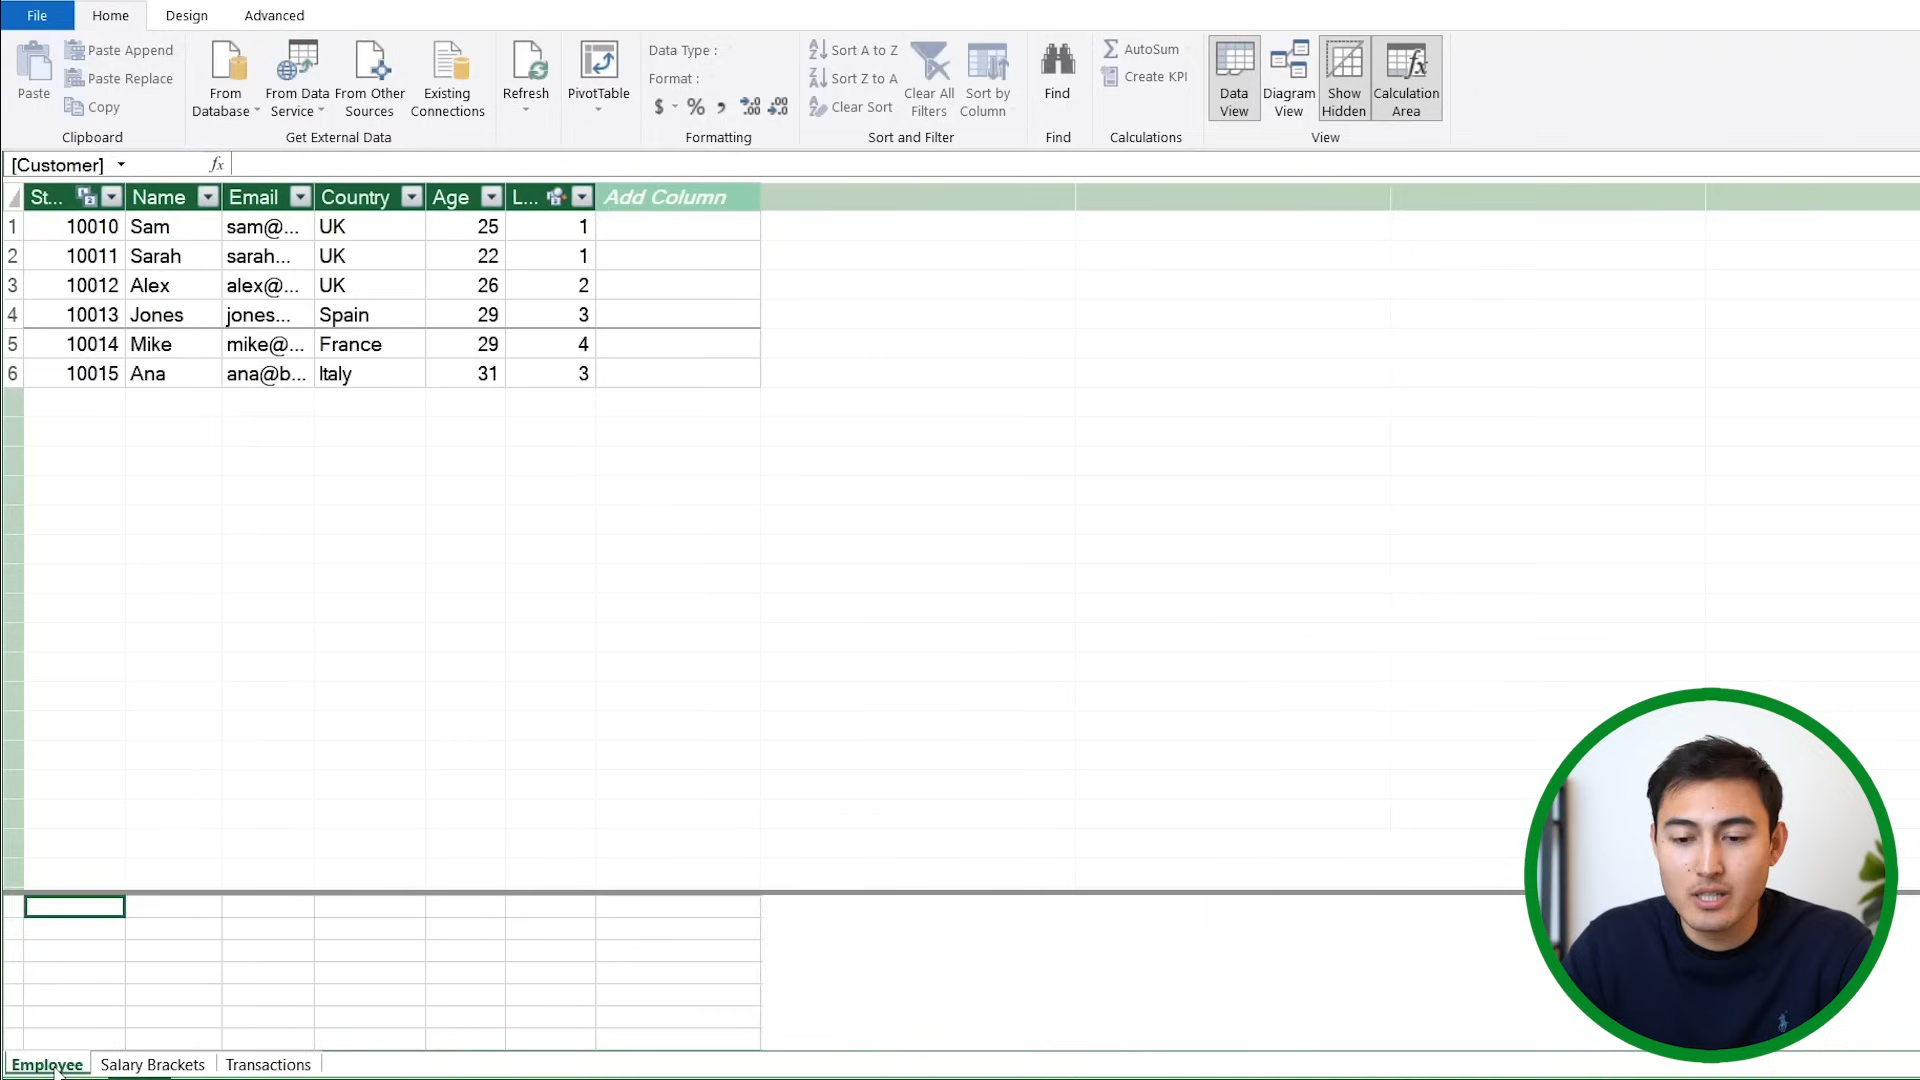 File Home Design Advanced
Paste
Paste Append
Paste Replace
Copy
Clipboard
From Database
From Data Service
From Other Sources
Existing Connections
Get External Data
Refresh
PivotTable
Data Type :
Format :
$ % ,
Formatting
Sort A to Z
Sort Z to A
Clear Sort
Clear All Filters
Sort by Column
Sort and Filter
Find
Find
AutoSum
Create KPI
Calculations
Data View
Diagram View
Show Hidden
Calculation Area
View
[Customer] fx
St... Name Email Country Age L... Add Column
1 10010 Sam sam@... UK 25 1
2 10011 Sarah sarah... UK 22 1
3 10012 Alex alex@... UK 26 2
4 10013 Jones jones... Spain 29 3
5 10014 Mike mike@... France 29 4
6 10015 Ana ana@b... Italy 31 3
Employee Salary Brackets Transactions